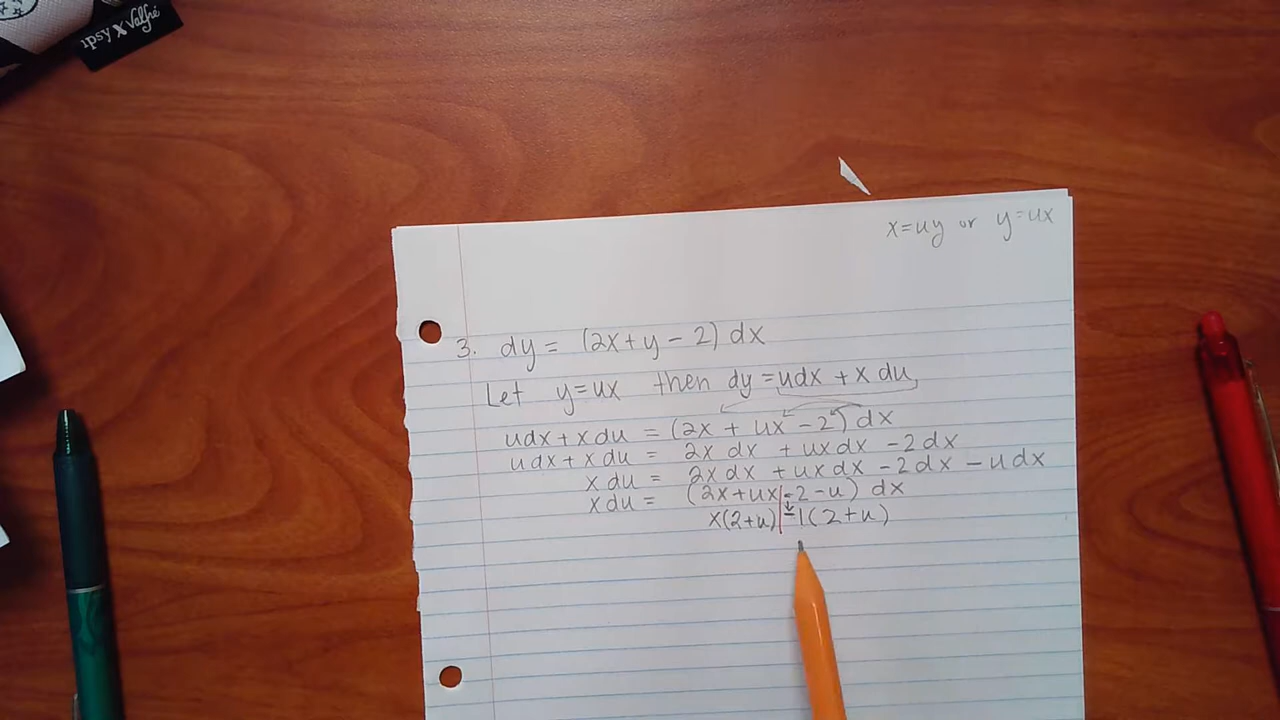 ipsy x Valfré
x=uy or y=ux
3. dy = (2x+y-2) dx
Let y=ux then dy = udx + x du
udx + x du = (2x + ux - 2) dx
udx + x du = 2x dx + ux dx - 2 dx
x du = 2x dx + ux dx - 2 dx - u dx
x du = (2x + ux - 2 - u) dx
x(2+u) -1(2+u)